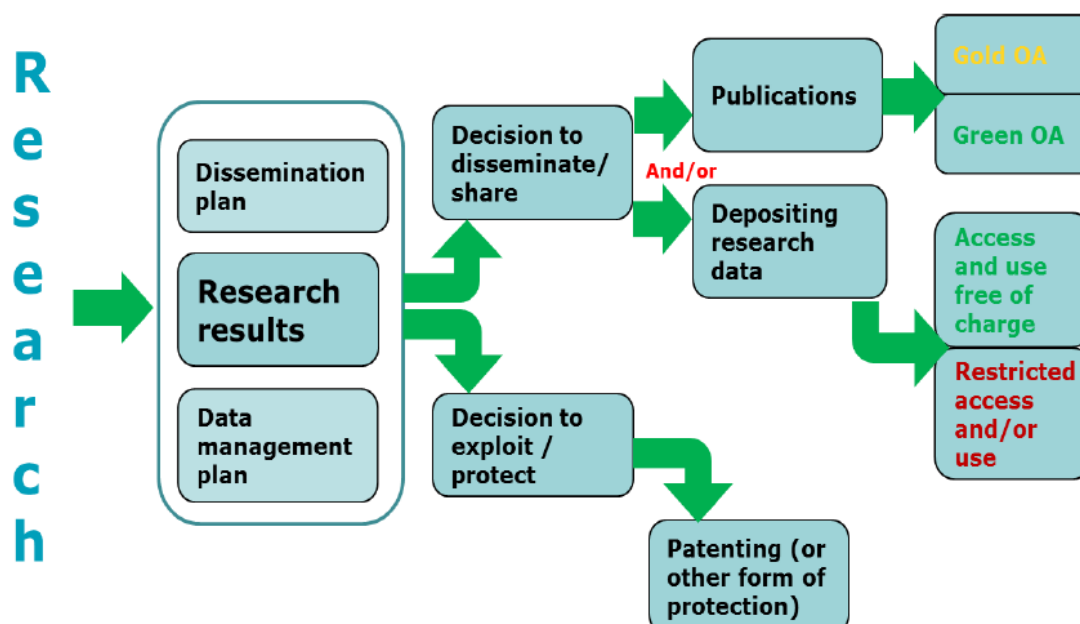 Research
Dissemination
plan
Research
results
Data
management
plan
Decision to
disseminate/
share
Decision to
exploit /
protect
And/or
Publications
Depositing
research
data
Patenting (or
other form of
protection)
Gold OA
Green OA
Access
and use
free of
charge
Restricted
access
and/or
use